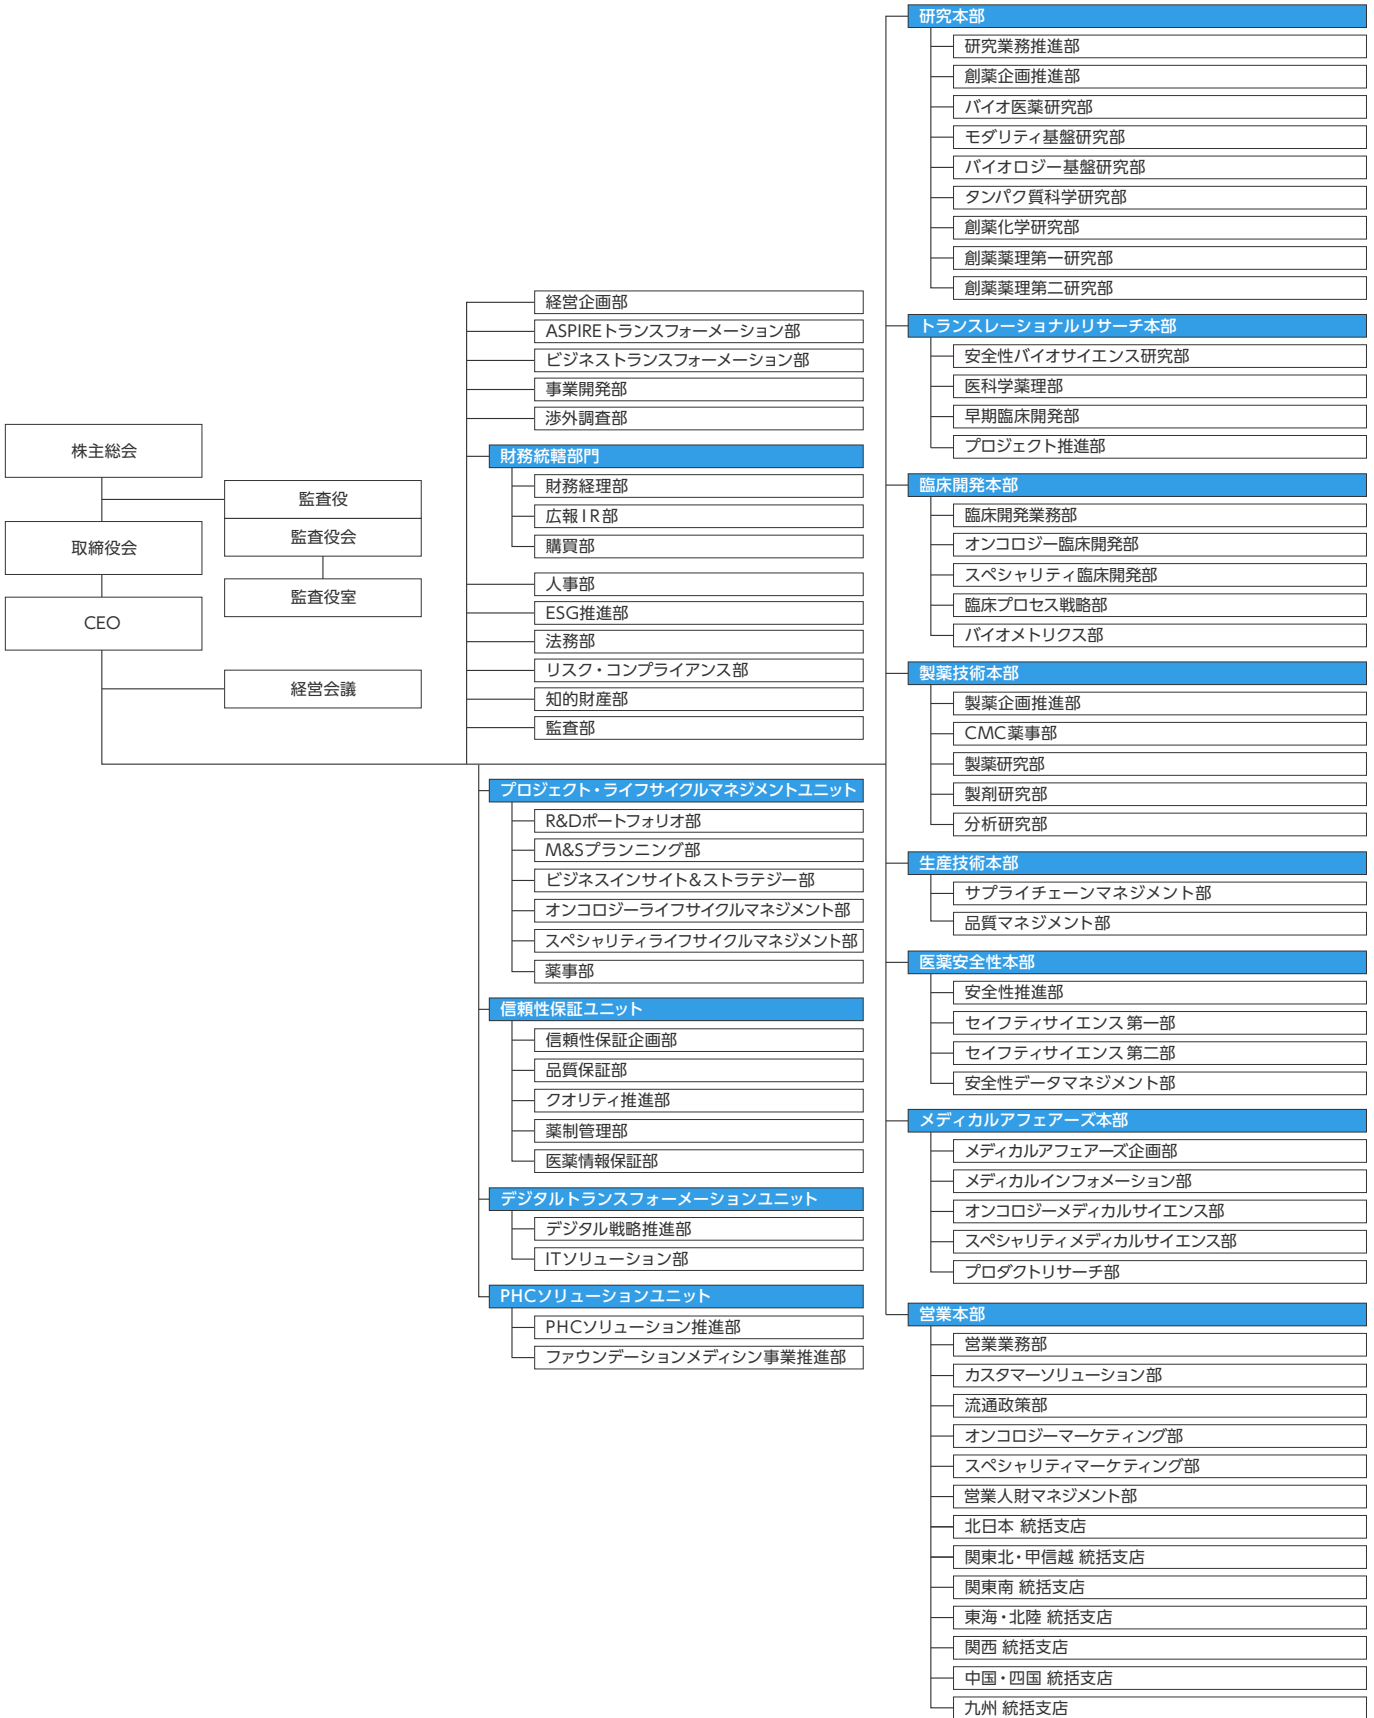 株主総会
監査役
監査役会
取締役会
監査役室
CEO
経営会議
経営企画部
ASPIREトランスフォーメーション部
ビジネストランスフォーメーション部
事業開発部
渉外調査部
財務統轄部門
財務経理部
広報IR部
購買部
人事部
ESG推進部
法務部
リスク・コンプライアンス部
知的財産部
監査部
プロジェクト・ライフサイクルマネジメントユニット
R&Dポートフォリオ部
M&Sプランニング部
ビジネスインサイト&ストラテジー部
オンコロジーライフサイクルマネジメント部
スペシャリティライフサイクルマネジメント部
薬事部
信頼性保証ユニット
信頼性保証企画部
品質保証部
クオリティ推進部
薬制管理部
医薬情報保証部
デジタルトランスフォーメーションユニット
デジタル戦略推進部
ITソリューション部
PHCソリューションユニット
PHCソリューション推進部
ファウンデーションメディシン事業推進部
研究本部
研究業務推進部
創薬企画推進部
バイオ医薬研究部
モダリティ基盤研究部
バイオロジー基盤研究部
タンパク質科学研究部
創薬化学研究部
創薬薬理第一研究部
創薬薬理第二研究部
トランスレーショナルリサーチ本部
安全性バイオサイエンス研究部
医科学薬理部
早期臨床開発部
プロジェクト推進部
臨床開発本部
臨床開発業務部
オンコロジー臨床開発部
スペシャリティ臨床開発部
臨床プロセス戦略部
バイオメトリクス部
製薬技術本部
製薬企画推進部
CMC薬事部
製薬研究部
製剤研究部
分析研究部
生産技術本部
サプライチェーンマネジメント部
品質マネジメント部
医薬安全性本部
安全性推進部
セイフティサイエンス 第一部
セイフティサイエンス 第二部
安全性データマネジメント部
メディカルアフェアーズ本部
メディカルアフェアーズ企画部
メディカルインフォメーション部
オンコロジーメディカルサイエンス部
スペシャリティメディカルサイエンス部
プロダクトリサーチ部
営業本部
営業業務部
カスタマーソリューション部
流通政策部
オンコロジーマーケティング部
スペシャリティマーケティング部
営業人財マネジメント部
北日本 統括支店
関東北・甲信越 統括支店
関東南 統括支店
東海・北陸 統括支店
関西 統括支店
中国・四国 統括支店
九州 統括支店